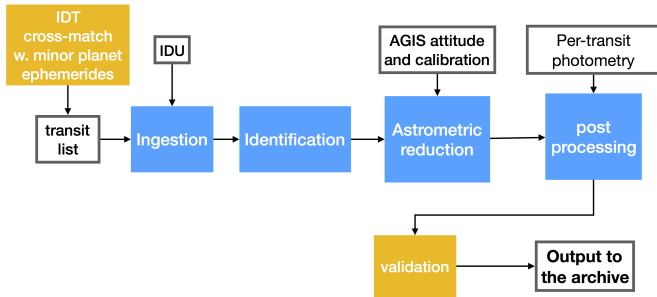 IDT
cross-match
w. minor planet
ephemerides
IDU
AGIS attitude
and calibration
Per-transit
photometry
transit
list
Ingestion
Identification
Astrometric
reduction
post
processing
validation
Output to
the archive